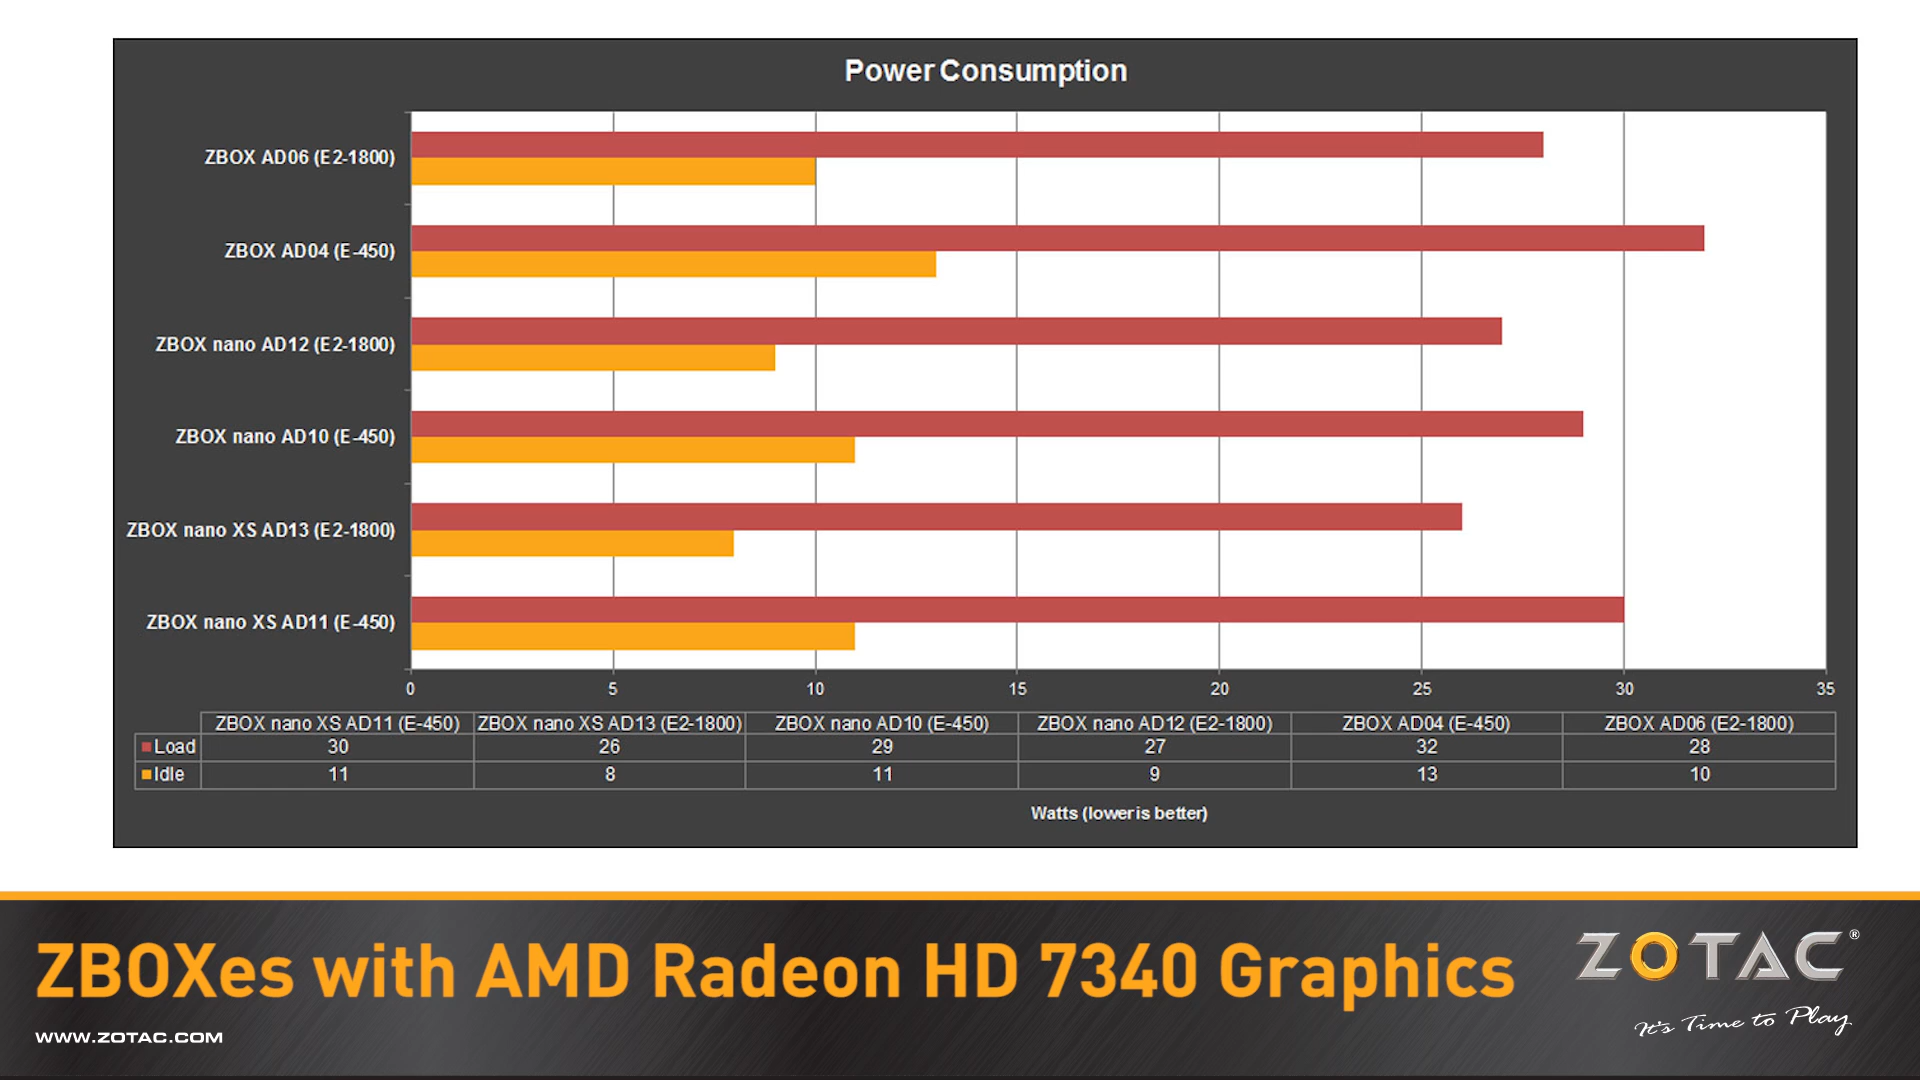 Power Consumption
ZBOX AD06 (E2-1800)
ZBOX AD04 (E-450)
ZBOX nano AD12 (E2-1800)
ZBOX nano AD10 (E-450)
ZBOX nano XS AD13 (E2-1800)
ZBOX nano XS AD11 (E-450)
0 5 10 15 20 25 30 35
ZBOX nano XS AD11 (E-450) ZBOX nano XS AD13 (E2-1800) ZBOX nano AD10 (E-450) ZBOX nano AD12 (E2-1800) ZBOX AD04 (E-450) ZBOX AD06 (E2-1800)
Load 30 26 29 27 32 28
Idle 11 8 11 9 13 10
Watts (lower is better)
ZBOXes with AMD Radeon HD 7340 Graphics
ZOTAC®
It's Time to Play
WWW.ZOTAC.COM